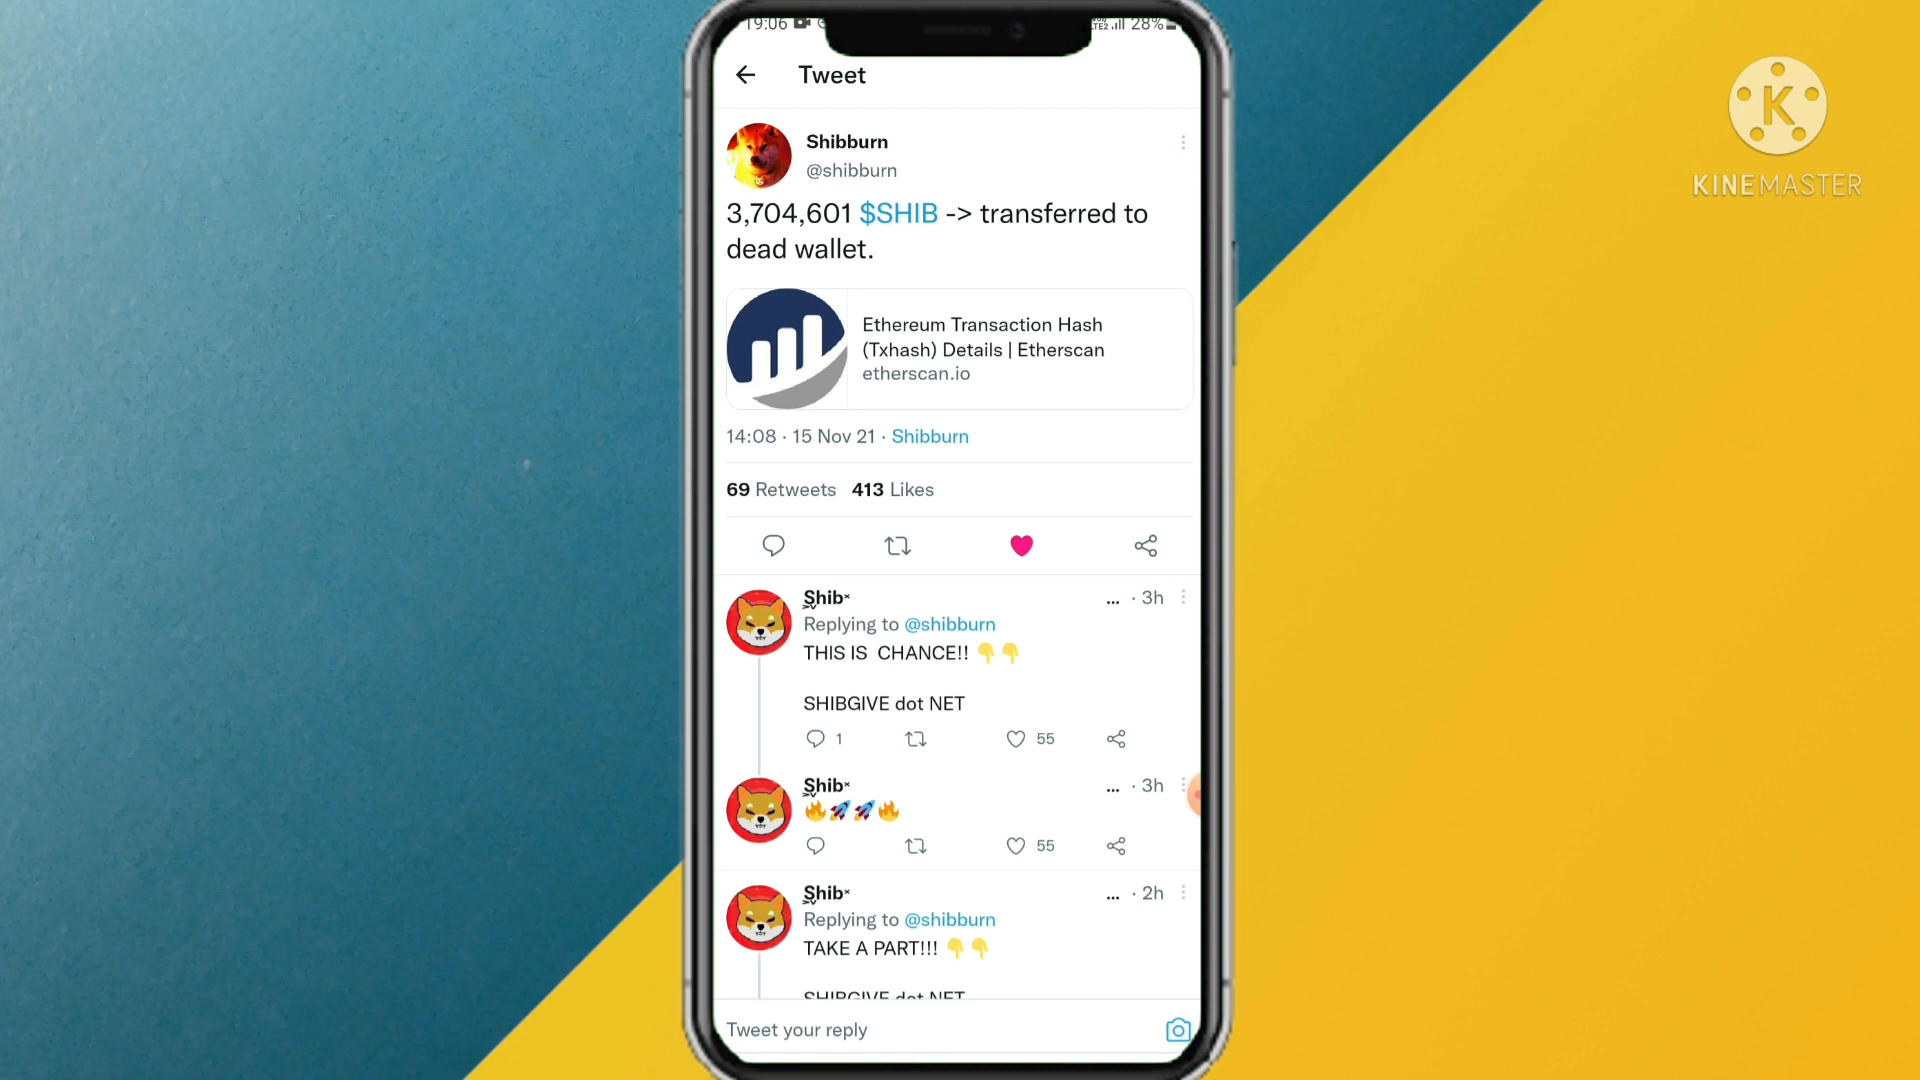 19:06
28%
Tweet
Shibburn
@shibburn
3,704,601 $SHIB -> transferred to
dead wallet.
Ethereum Transaction Hash
(Txhash) Details | Etherscan
etherscan.io
14:08 · 15 Nov 21 · Shibburn
69 Retweets 413 Likes
Shib ... · 3h
Replying to @shibburn
THIS IS CHANCE!! 👇👇
SHIBGIVE dot NET
1 55
Shib ... · 3h
🔥🚀🚀🔥
55
Shib ... · 2h
Replying to @shibburn
TAKE A PART!!! 👇👇
SHIBGIVE dot NET
Tweet your reply
K
KINEMASTER